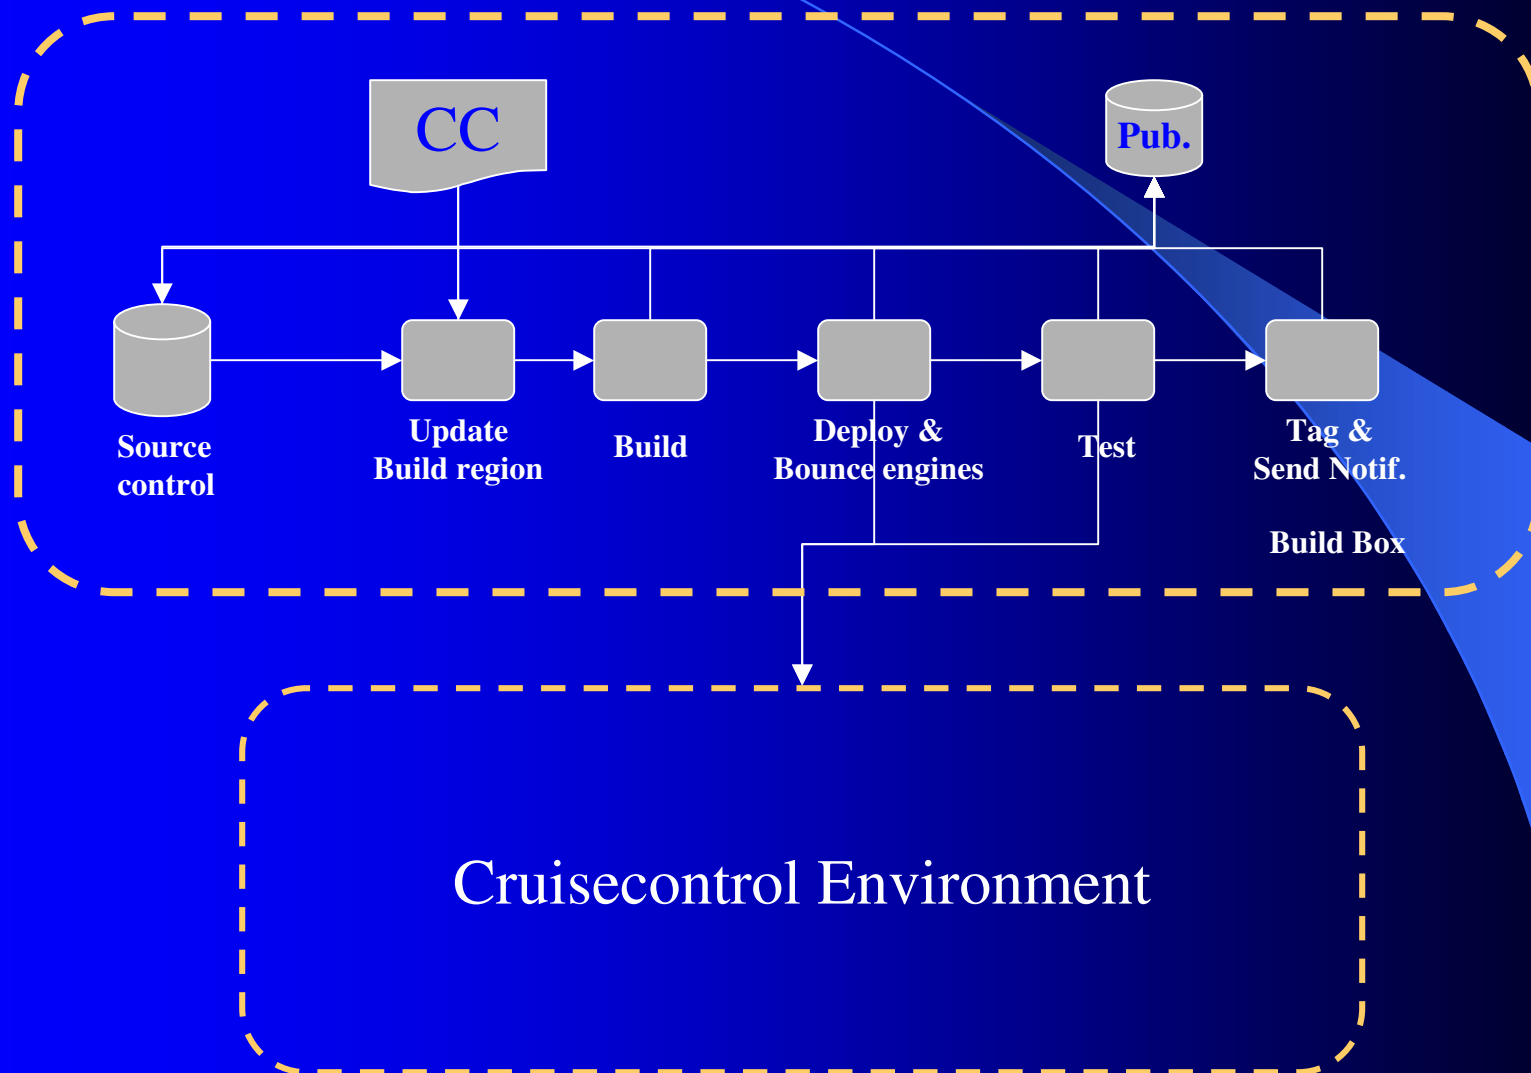 CC
Pub.
Source
control
Update
Build region
Build
Deploy &
Bounce engines
Test
Tag &
Send Notif.
Build Box
Cruisecontrol Environment